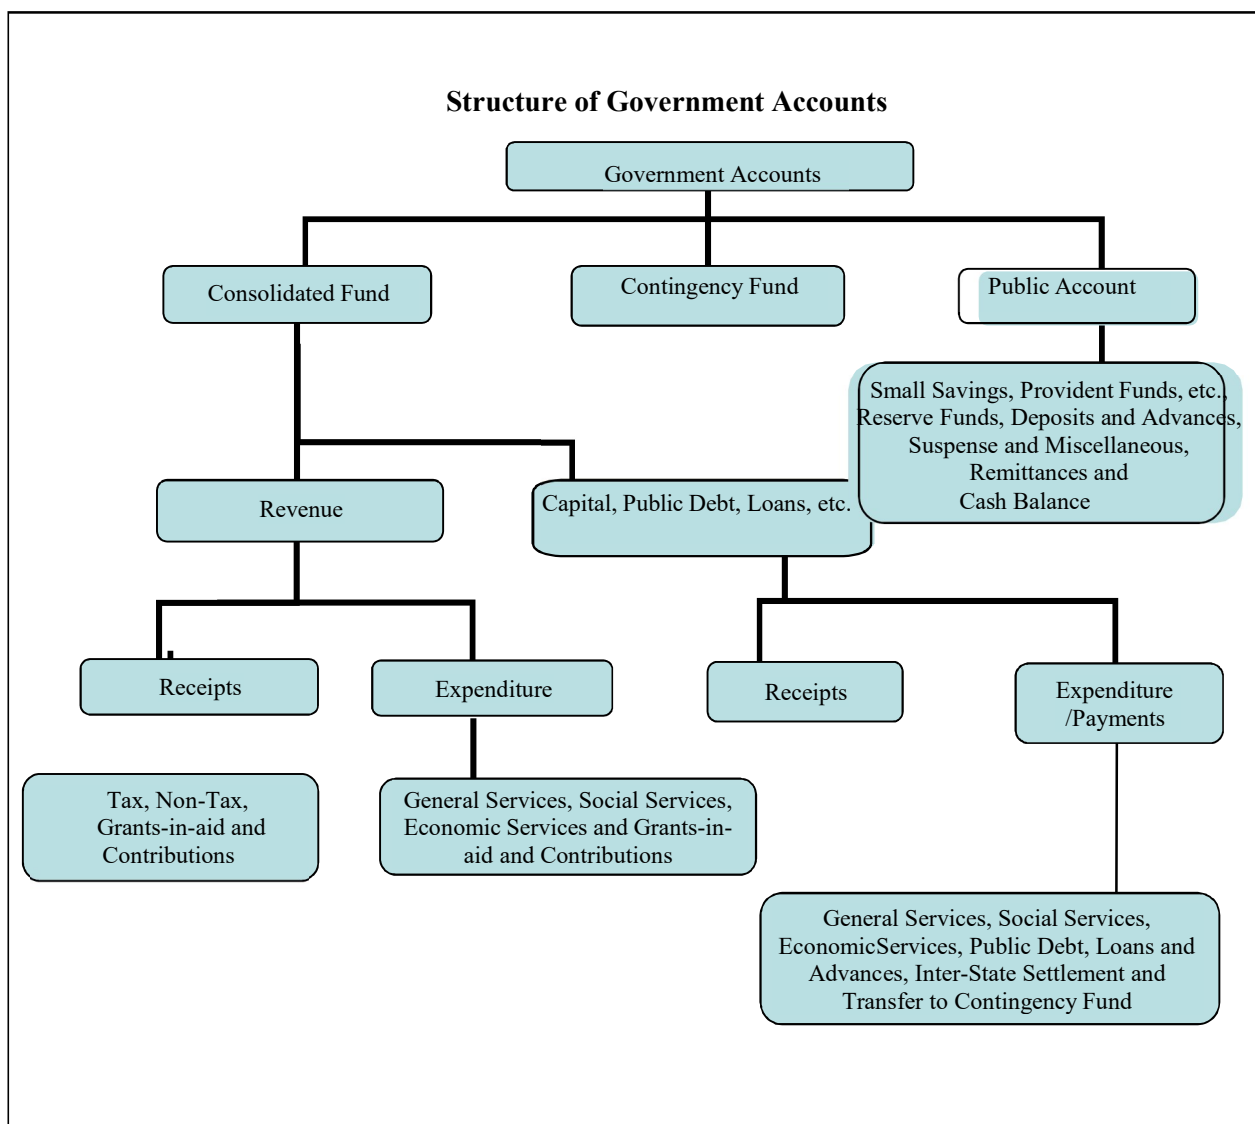 Structure of Government Accounts
Government Accounts
Consolidated Fund
Contingency Fund
Public Account
Small Savings, Provident Funds, etc.,
Reserve Funds, Deposits and Advances,
Suspense and Miscellaneous,
Remittances and
Cash Balance
Revenue
Capital, Public Debt, Loans, etc.
Receipts
Expenditure
Receipts
Expenditure
/Payments
Tax, Non-Tax,
Grants-in-aid and
Contributions
General Services, Social Services,
Economic Services and Grants-in-
aid and Contributions
General Services, Social Services,
EconomicServices, Public Debt, Loans and
Advances, Inter-State Settlement and
Transfer to Contingency Fund